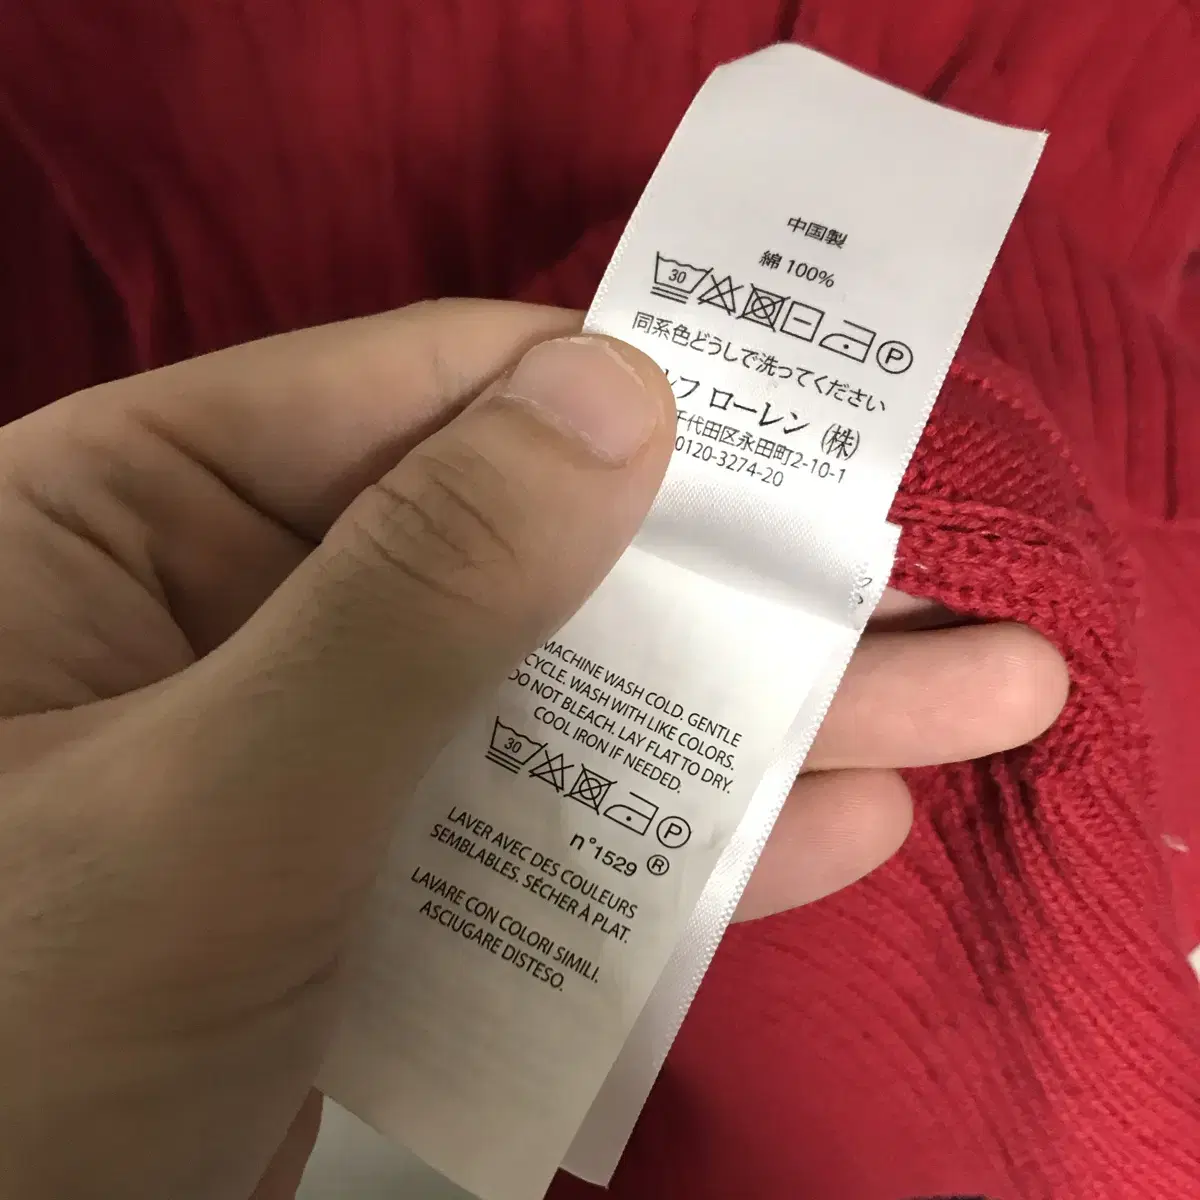 中国製
綿 100%
30 P
同系色どうしで洗ってください
ローレン (株)
千代田区永田町2-10-1
0120-3274-20
MACHINE WASH COLD. GENTLE
CYCLE. WASH WITH LIKE COLORS.
DO NOT BLEACH. LAY FLAT TO DRY.
COOL IRON IF NEEDED.
30 P
n°1529 ®
LAVER AVEC DES COULEURS
SEMBLABLES. SÉCHER À PLAT.
LAVARE CON COLORI SIMILI.
ASCIUGARE DISTESO.